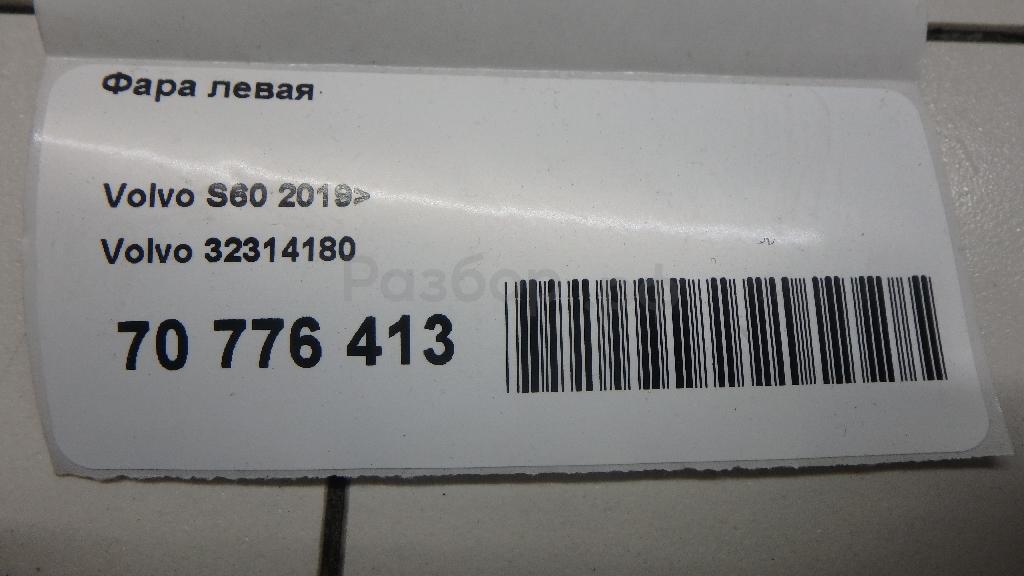 Фара левая
Volvo S60 2019>
Volvo 32314180
70 776 413